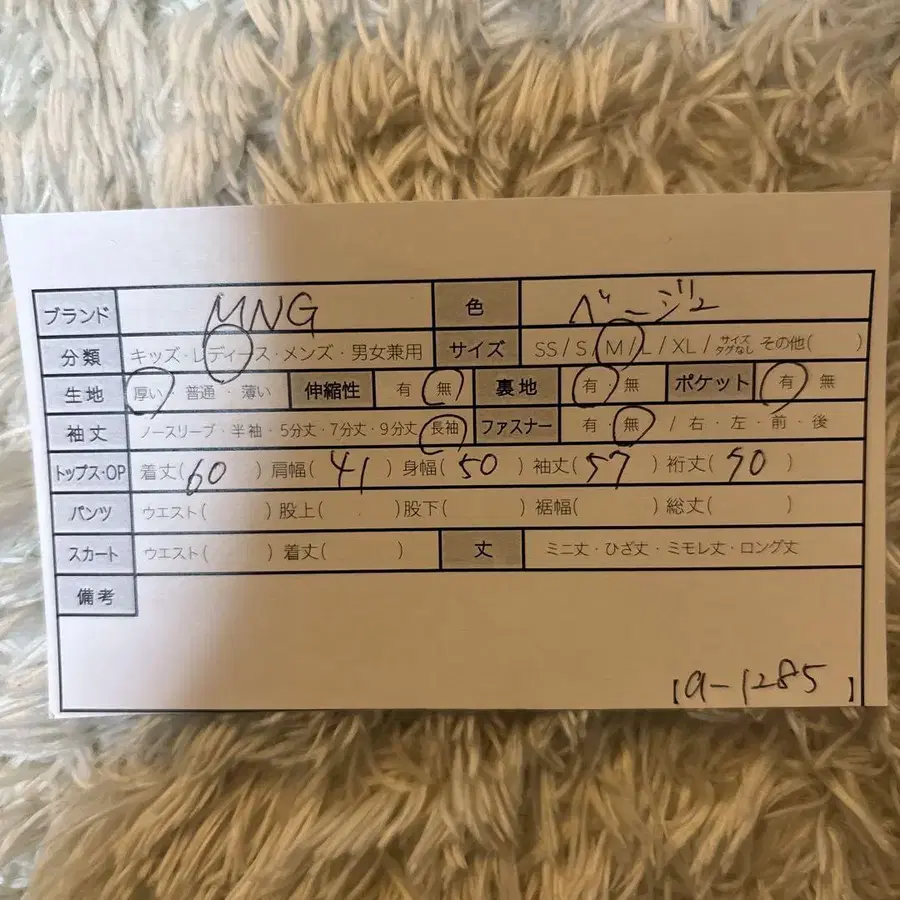 ブランド MNG 色 ベージュ
分類 キッズ・レディース・メンズ・男女兼用 サイズ SS / S / M / L / XL / サイズタグなし その他( )
生地 厚い・普通・薄い 伸縮性 有・無 裏地 有・無 ポケット 有・無
袖丈 ノースリーブ・半袖・5分丈・7分丈・9分丈・長袖 ファスナー 有・無 / 右・左・前・後
トップス・OP 着丈(60) 肩幅(41) 身幅(50) 袖丈(57) 裄丈(90)
パンツ ウエスト( ) 股上( ) 股下( ) 裾幅( ) 総丈( )
スカート ウエスト( ) 着丈( ) 丈 ミニ丈・ひざ丈・ミモレ丈・ロング丈
備考
【a-1285】